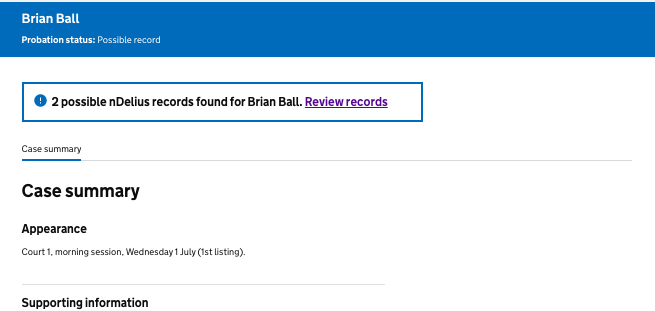 Brian Ball
Probation status: Possible record
2 possible nDelius records found for Brian Ball. Review records
Case summary
Case summary
Appearance
Court 1, morning session, Wednesday 1 July (1st listing).
Supporting information